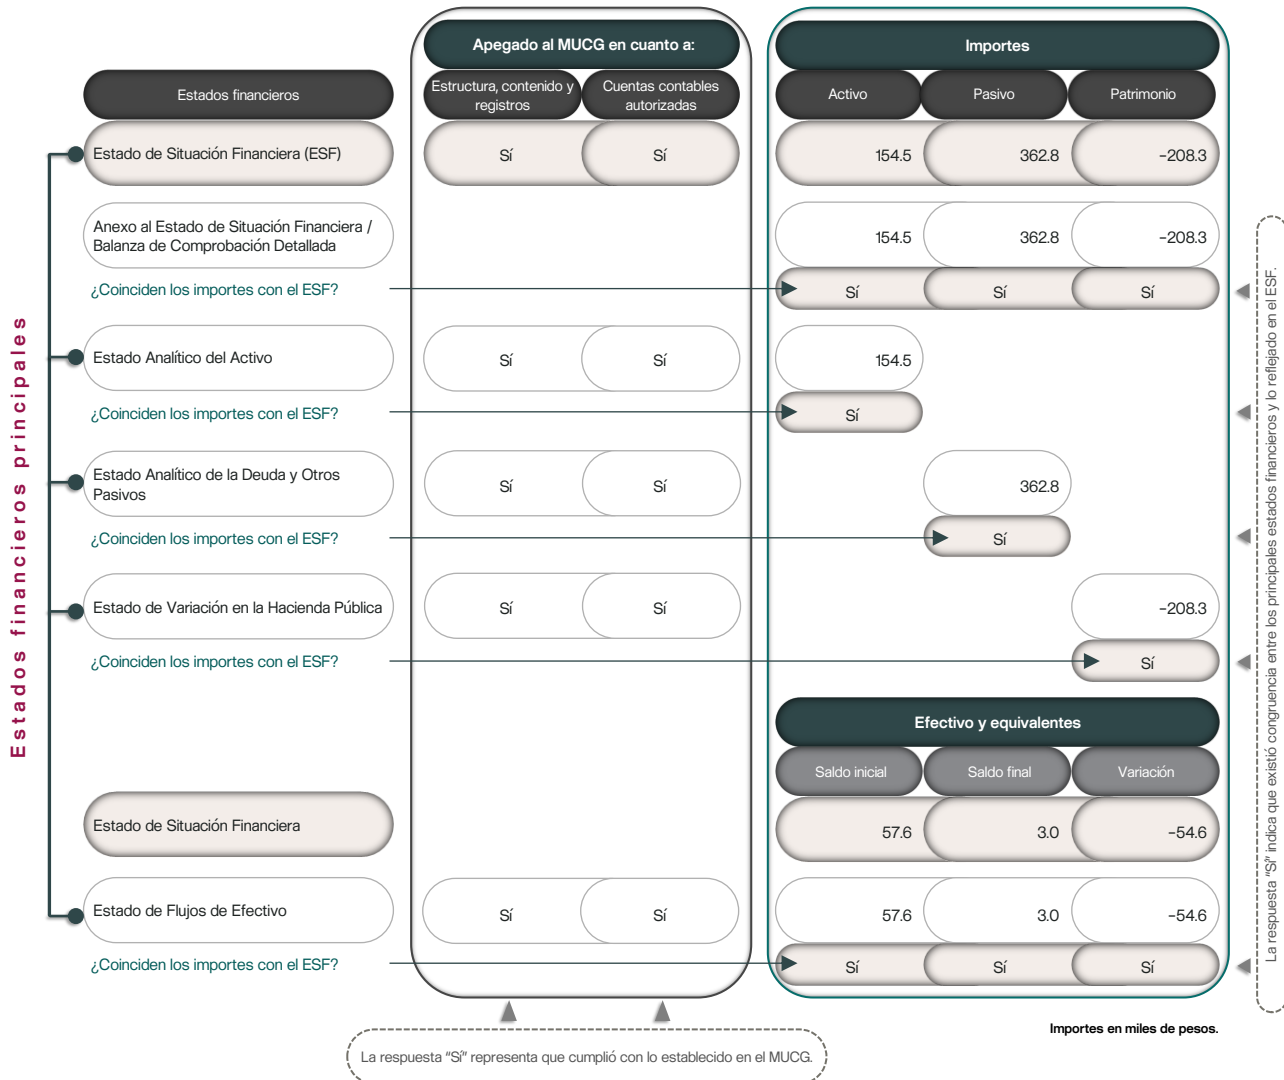 Apegado al MUCG en cuanto a:
Importes
Estados financieros
Estructura, contenido y
registros
Cuentas contables
autorizadas
Activo
Pasivo
Patrimonio
Estado de Situación Financiera (ESF)
Sí
Sí
154.5
362.8
-208.3
Anexo al Estado de Situación Financiera /
Balanza de Comprobación Detallada
154.5
362.8
-208.3
¿Coinciden los importes con el ESF?
Sí
Sí
Sí
Estado Analítico del Activo
Sí
Sí
154.5
¿Coinciden los importes con el ESF?
Sí
Estado Analítico de la Deuda y Otros
Pasivos
Sí
Sí
362.8
¿Coinciden los importes con el ESF?
Sí
Estado de Variación en la Hacienda Pública
Sí
Sí
-208.3
¿Coinciden los importes con el ESF?
Sí
Efectivo y equivalentes
Saldo inicial
Saldo final
Variación
Estado de Situación Financiera
57.6
3.0
-54.6
Estado de Flujos de Efectivo
Sí
Sí
57.6
3.0
-54.6
¿Coinciden los importes con el ESF?
Sí
Sí
Sí
Estados financieros principales
La respuesta "Sí" indica que existió congruencia entre los principales estados financieros y lo reflejado en el ESF.
Importes en miles de pesos.
La respuesta "Sí" representa que cumplió con lo establecido en el MUCG.